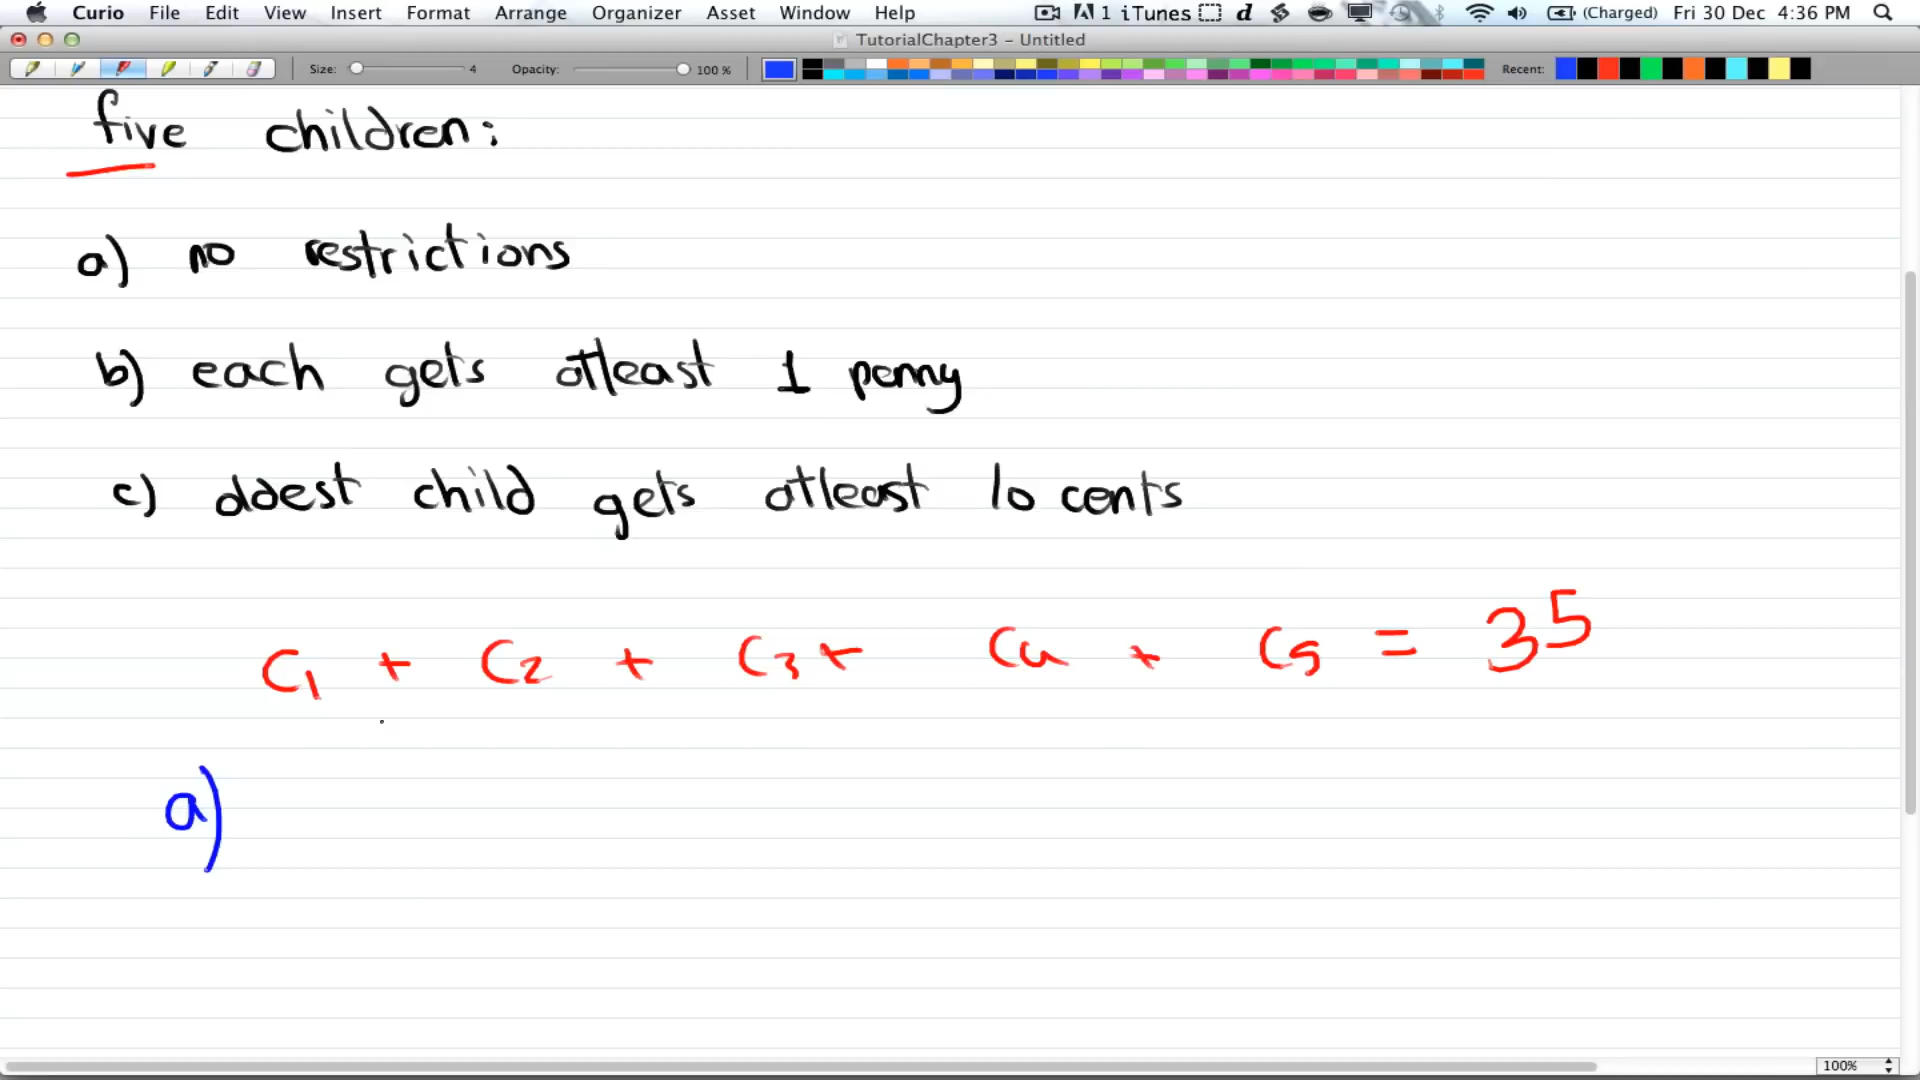 Curio File Edit View Insert Format Arrange Organizer Asset Window Help 1 iTunes (Charged) Fri 30 Dec 4:36 PM
TutorialChapter3 – Untitled
Size: 4 Opacity: 100 % Recent:
five children:
a) no restrictions
b) each gets atleast 1 penny
c) oldest child gets atleast 10 cents
C1 + C2 + C3 + C4 + C5 = 35
a)
100%